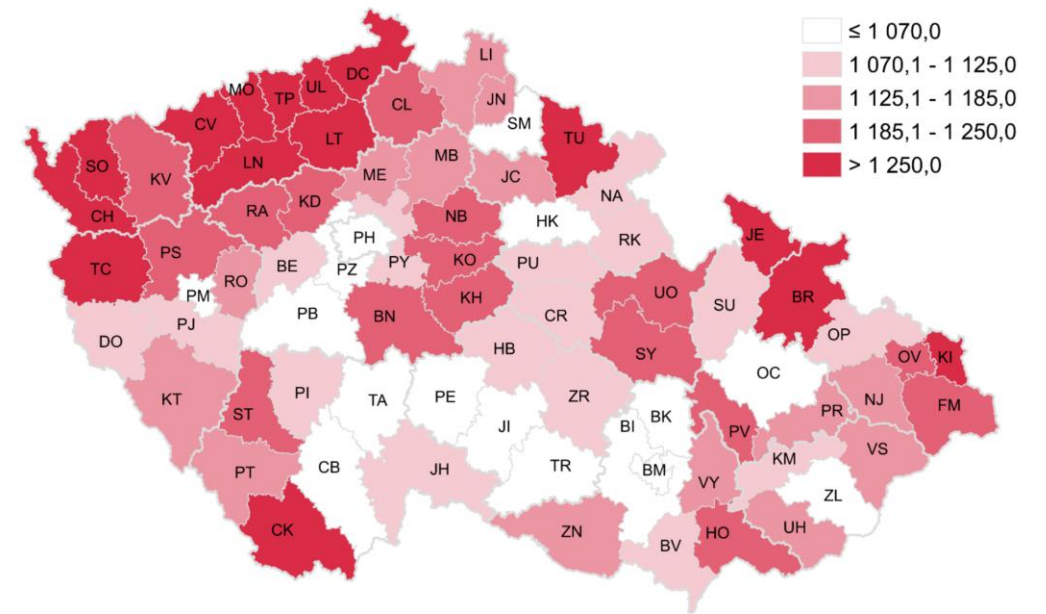 ≤ 1 070,0
1 070,1 - 1 125,0
1 125,1 - 1 185,0
1 185,1 - 1 250,0
> 1 250,0
LI
DC
UL
MO
TP
JN
CL
CV
SM
LT
TU
MB
LN
SO
ME
JC
KV
NA
KD
RA
NB
CH
HK
JE
PH
RK
PS
KO
PY
PU
BE
TC
PZ
RO
UO
PM
KH
BR
SU
PB
CR
BN
PJ
OP
DO
HB
SY
OV
KI
OC
PI
ZR
TA
PE
KT
NJ
FM
ST
PR
BK
JI
BI
PV
VS
KM
CB
TR
JH
BM
PT
VY
ZL
UH
CK
ZN
HO
BV